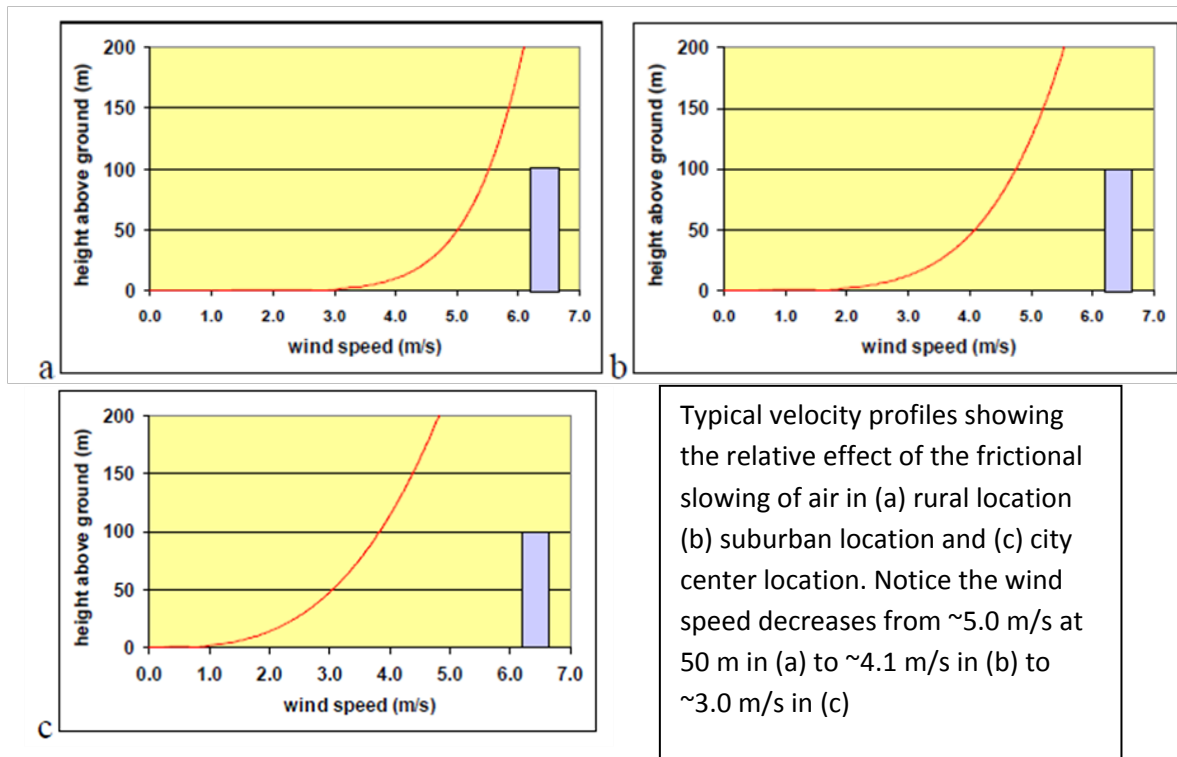 200
150
100
50
0
height above ground (m)
0.0 1.0 2.0 3.0 4.0 5.0 6.0 7.0
wind speed (m/s)
a
200
150
100
50
0
height above ground (m)
0.0 1.0 2.0 3.0 4.0 5.0 6.0 7.0
wind speed (m/s)
b
200
150
100
50
0
height above ground (m)
0.0 1.0 2.0 3.0 4.0 5.0 6.0 7.0
wind speed (m/s)
c
Typical velocity profiles showing
the relative effect of the frictional
slowing of air in (a) rural location
(b) suburban location and (c) city
center location. Notice the wind
speed decreases from ~5.0 m/s at
50 m in (a) to ~4.1 m/s in (b) to
~3.0 m/s in (c)